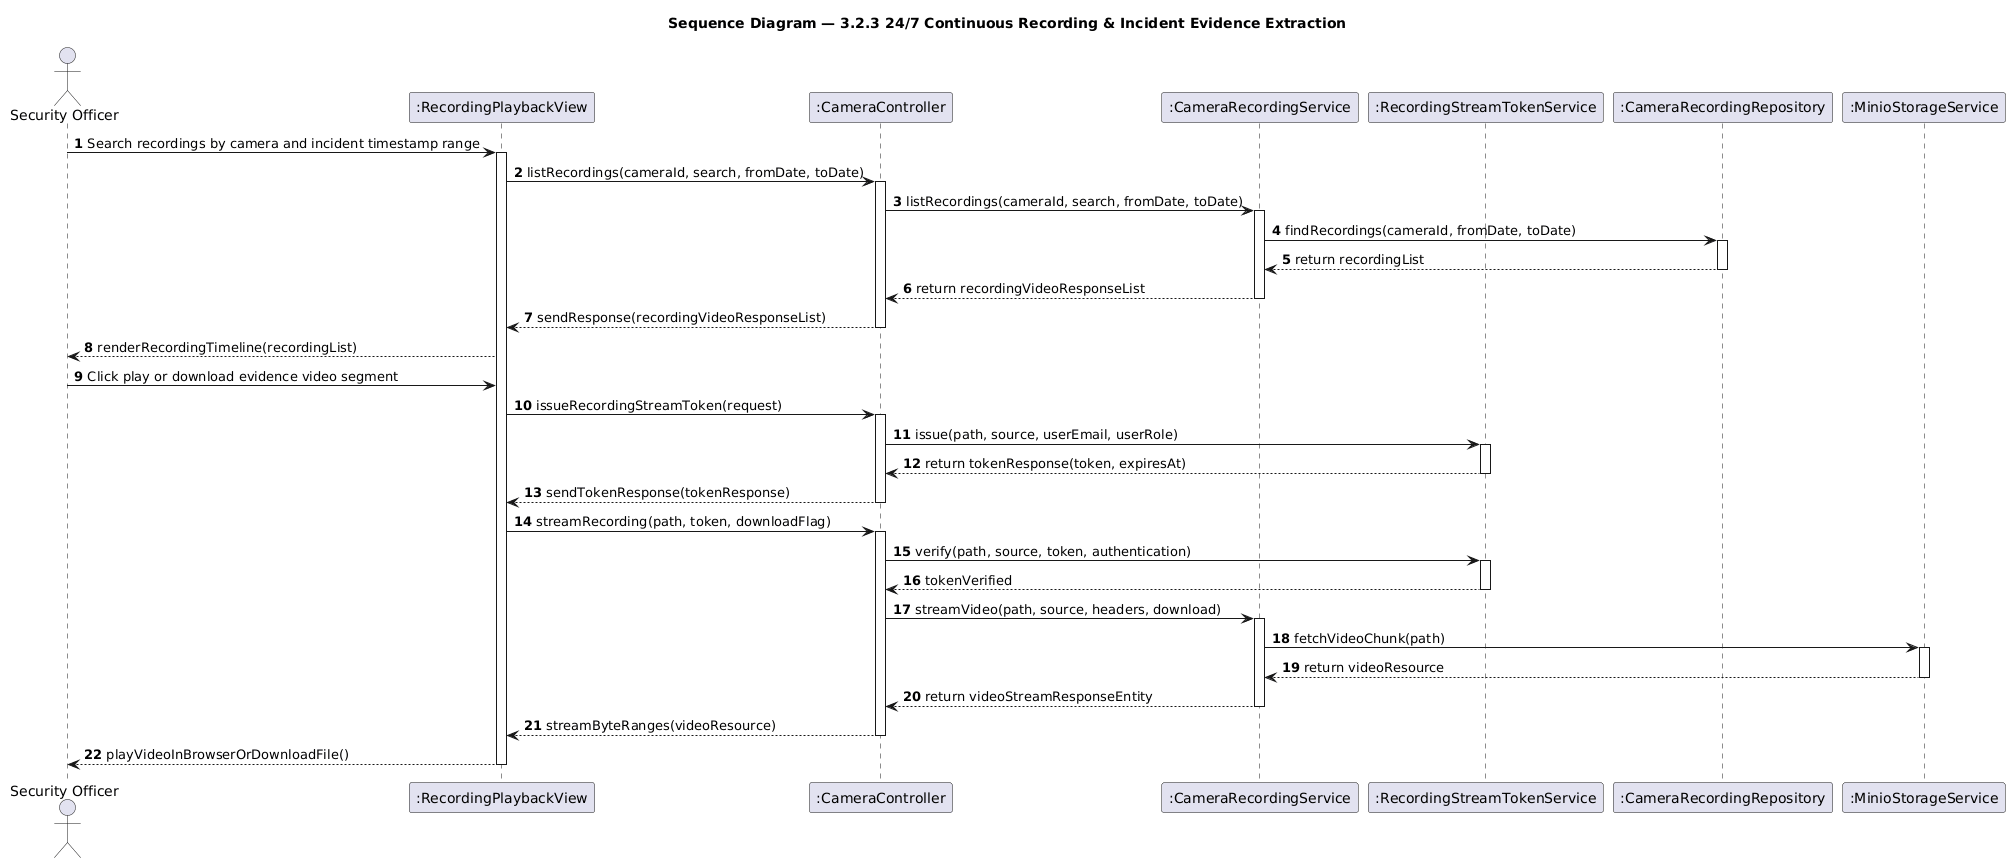 Sequence Diagram — 3.2.3 24/7 Continuous Recording & Incident Evidence Extraction
Security Officer
:RecordingPlaybackView
:CameraController
:CameraRecordingService
:RecordingStreamTokenService
:CameraRecordingRepository
:MinioStorageService
1 Search recordings by camera and incident timestamp range
2 listRecordings(cameraId, search, fromDate, toDate)
3 listRecordings(cameraId, search, fromDate, toDate)
4 findRecordings(cameraId, fromDate, toDate)
5 return recordingList
6 return recordingVideoResponseList
7 sendResponse(recordingVideoResponseList)
8 renderRecordingTimeline(recordingList)
9 Click play or download evidence video segment
10 issueRecordingStreamToken(request)
11 issue(path, source, userEmail, userRole)
12 return tokenResponse(token, expiresAt)
13 sendTokenResponse(tokenResponse)
14 streamRecording(path, token, downloadFlag)
15 verify(path, source, token, authentication)
16 tokenVerified
17 streamVideo(path, source, headers, download)
18 fetchVideoChunk(path)
19 return videoResource
20 return videoStreamResponseEntity
21 streamByteRanges(videoResource)
22 playVideoInBrowserOrDownloadFile()
Security Officer
:RecordingPlaybackView
:CameraController
:CameraRecordingService
:RecordingStreamTokenService
:CameraRecordingRepository
:MinioStorageService